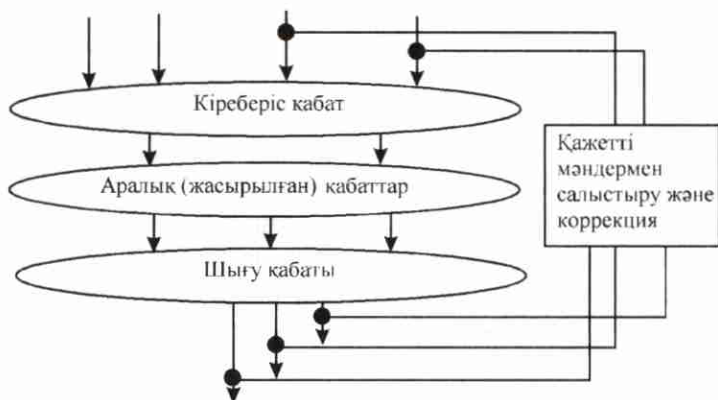 Кіреберіс қабат
Аралық (жасырылған) қабаттар
Шығу қабаты
Қажетті
мәндермен
салыстыру және
коррекция